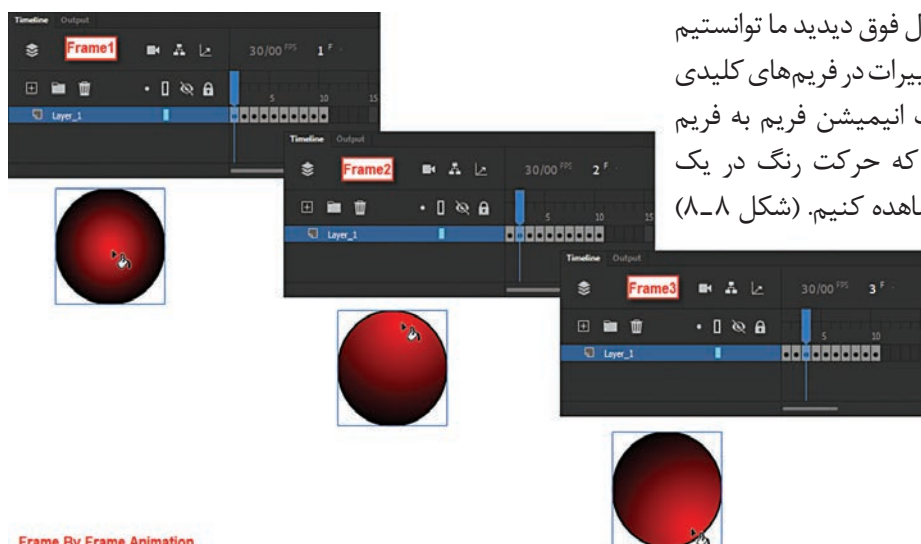 ل فوق دیدید ما توانستیم
بیرات در فریم‌های کلیدی
انیمیشن فریم به فریم
که حرکت رنگ در یک
اهده کنیم. (شکل ۸ـ۸)
Timeline Output
Frame1 30/00 FPS 1 F
5 10 15
Layer_1
Timeline Output
Frame2 30/00 FPS 2 F
5 10 15
Layer_1
Timeline Output
Frame3 30/00 FPS 3 F
5 10
Layer_1
Frame By Frame Animation